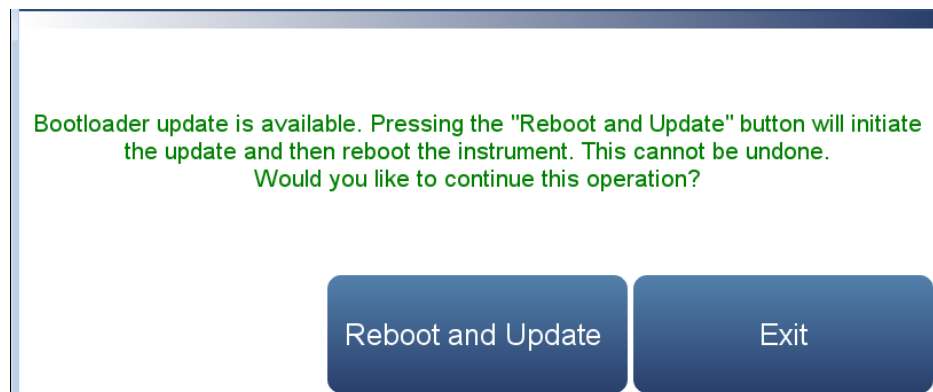 Bootloader update is available. Pressing the "Reboot and Update" button will initiate
the update and then reboot the instrument. This cannot be undone.
Would you like to continue this operation?
Reboot and Update
Exit